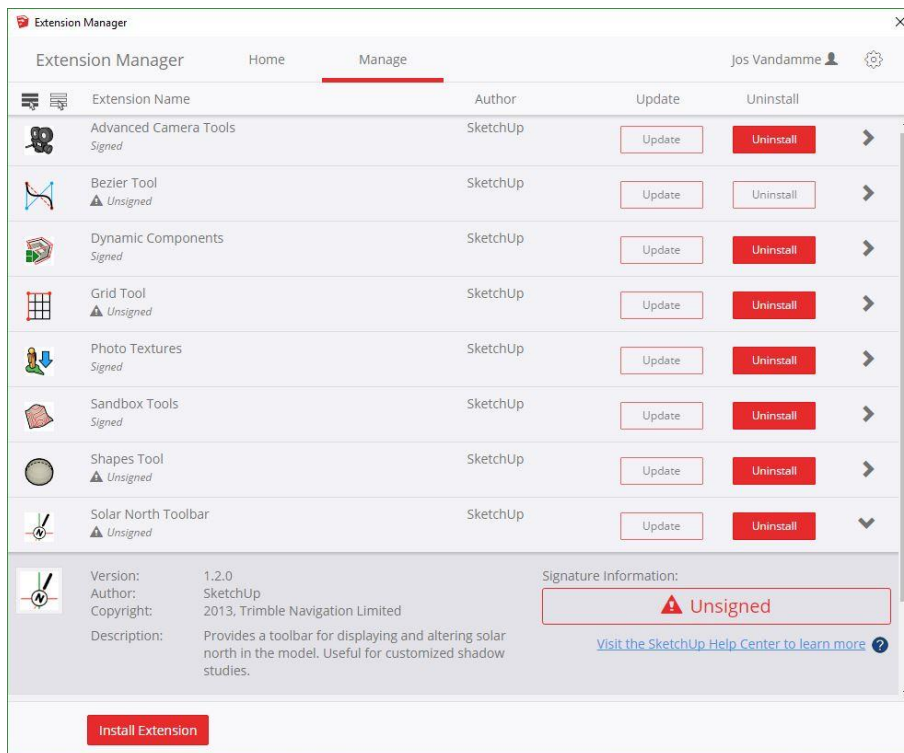 Extension Manager
Extension Manager Home Manage Jos Vandamme
Extension Name Author Update Uninstall
Advanced Camera Tools SketchUp
Signed Update Uninstall
Bezier Tool SketchUp
Unsigned Update Uninstall
Dynamic Components SketchUp
Signed Update Uninstall
Grid Tool SketchUp
Unsigned Update Uninstall
Photo Textures SketchUp
Signed Update Uninstall
Sandbox Tools SketchUp
Signed Update Uninstall
Shapes Tool SketchUp
Unsigned Update Uninstall
Solar North Toolbar SketchUp
Unsigned Update Uninstall
N
N
Version: 1.2.0
Author: SketchUp
Copyright: 2013, Trimble Navigation Limited
Description: Provides a toolbar for displaying and altering solar
north in the model. Useful for customized shadow
studies.
Signature Information:
Unsigned
Visit the SketchUp Help Center to learn more ?
Install Extension